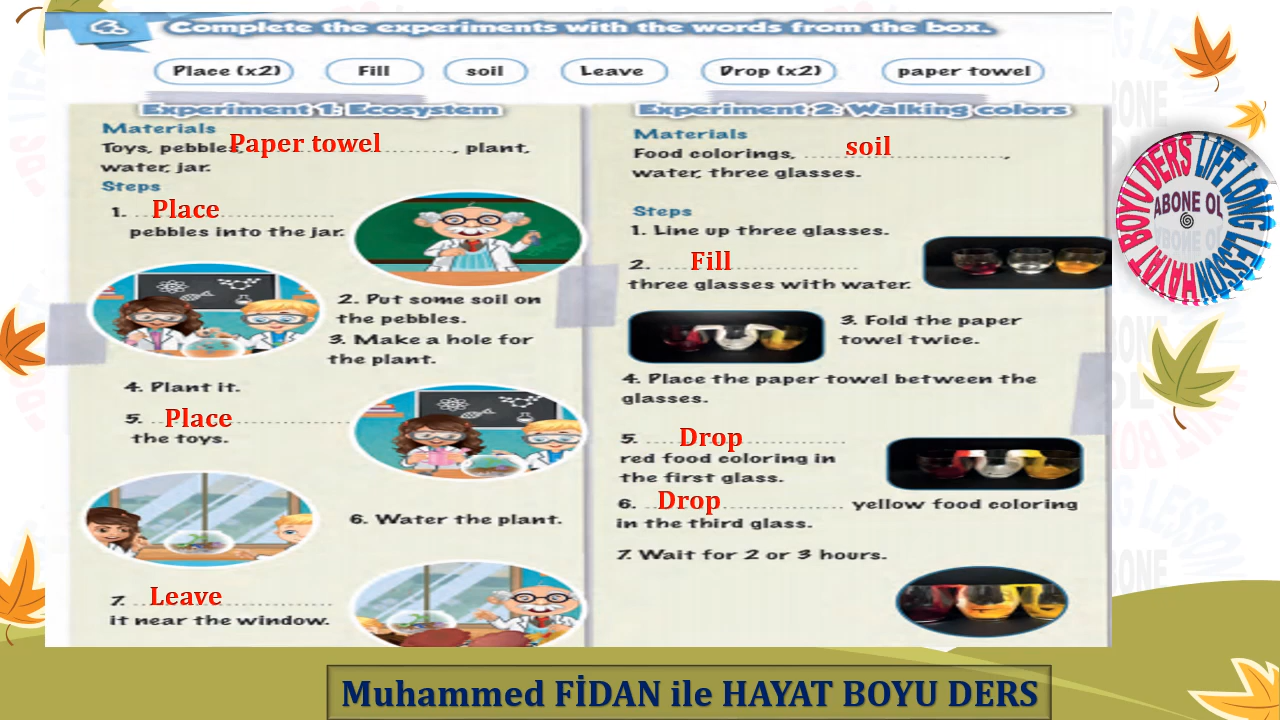 Complete the experiments with the words from the box.
Place (x2) Fill soil Leave Drop (x2) paper towel
Experiment 1: Ecosystem
Materials
Toys, pebbles, Paper towel, plant,
water, jar.
Steps
1. Place
pebbles into the jar.
2. Put some soil on
the pebbles.
3. Make a hole for
the plant.
4. Plant it.
5. Place
the toys.
6. Water the plant.
7. Leave
it near the window.
Experiment 2: Walking colors
Materials
Food colorings, soil,
water, three glasses.
Steps
1. Line up three glasses.
2. Fill
three glasses with water.
3. Fold the paper
towel twice.
4. Place the paper towel between the
glasses.
5. Drop
red food coloring in
the first glass.
6. Drop yellow food coloring
in the third glass.
7. Wait for 2 or 3 hours.
HAYAT BOYU DERS LIFE LONG LESSON
ABONE OL
Muhammed FİDAN ile HAYAT BOYU DERS